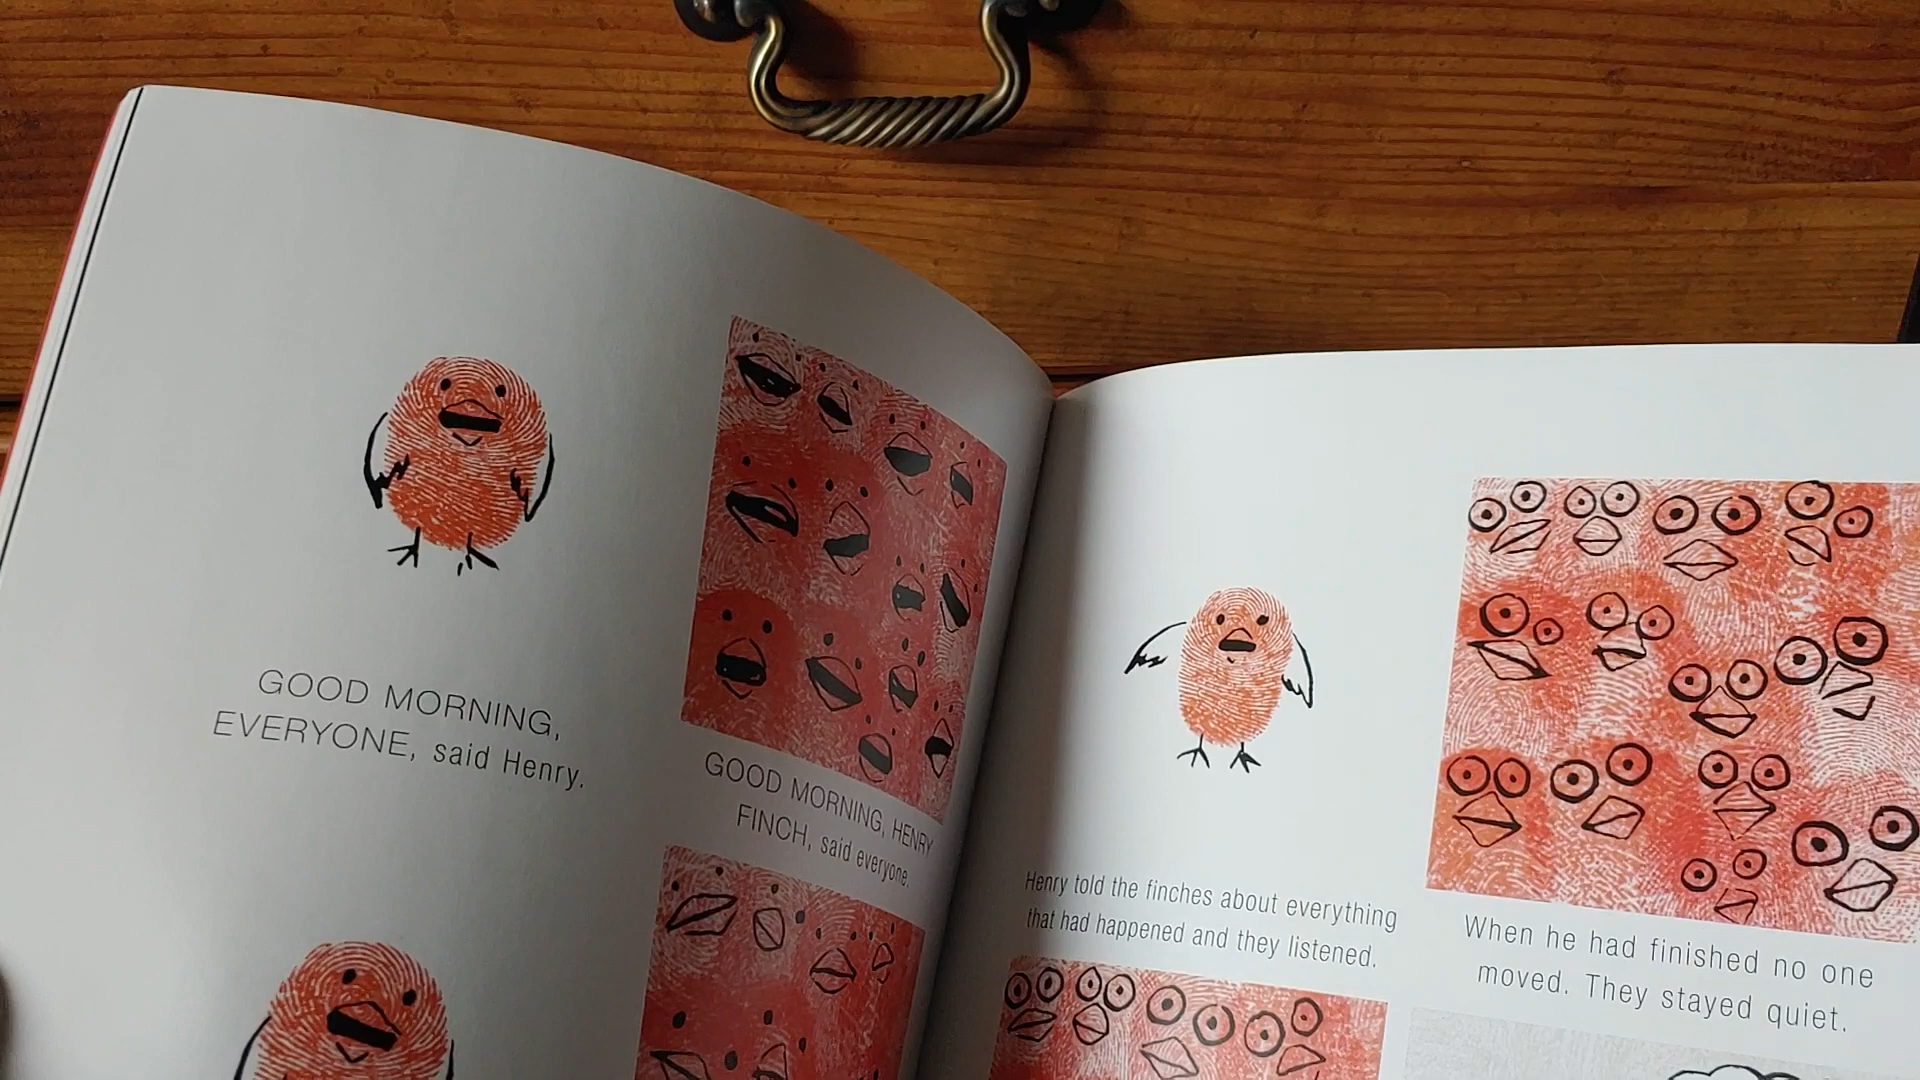 GOOD MORNING,
EVERYONE, said Henry.
GOOD MORNING, HENRY
FINCH, said everyone.
Henry told the finches about everything
that had happened and they listened.
When he had finished no one
moved. They stayed quiet.